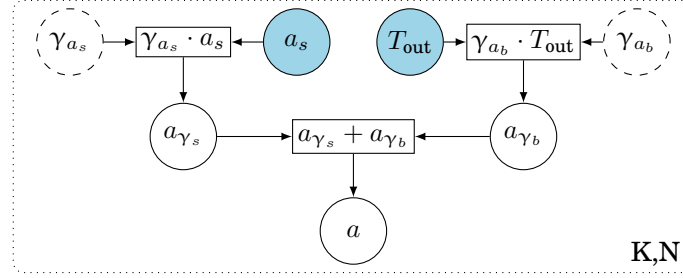 γ_{a_s} γ_{a_s} · a_s a_s T_out γ_{a_b} · T_out γ_{a_b}
a_{γ_s} a_{γ_s} + a_{γ_b} a_{γ_b}
a
K,N